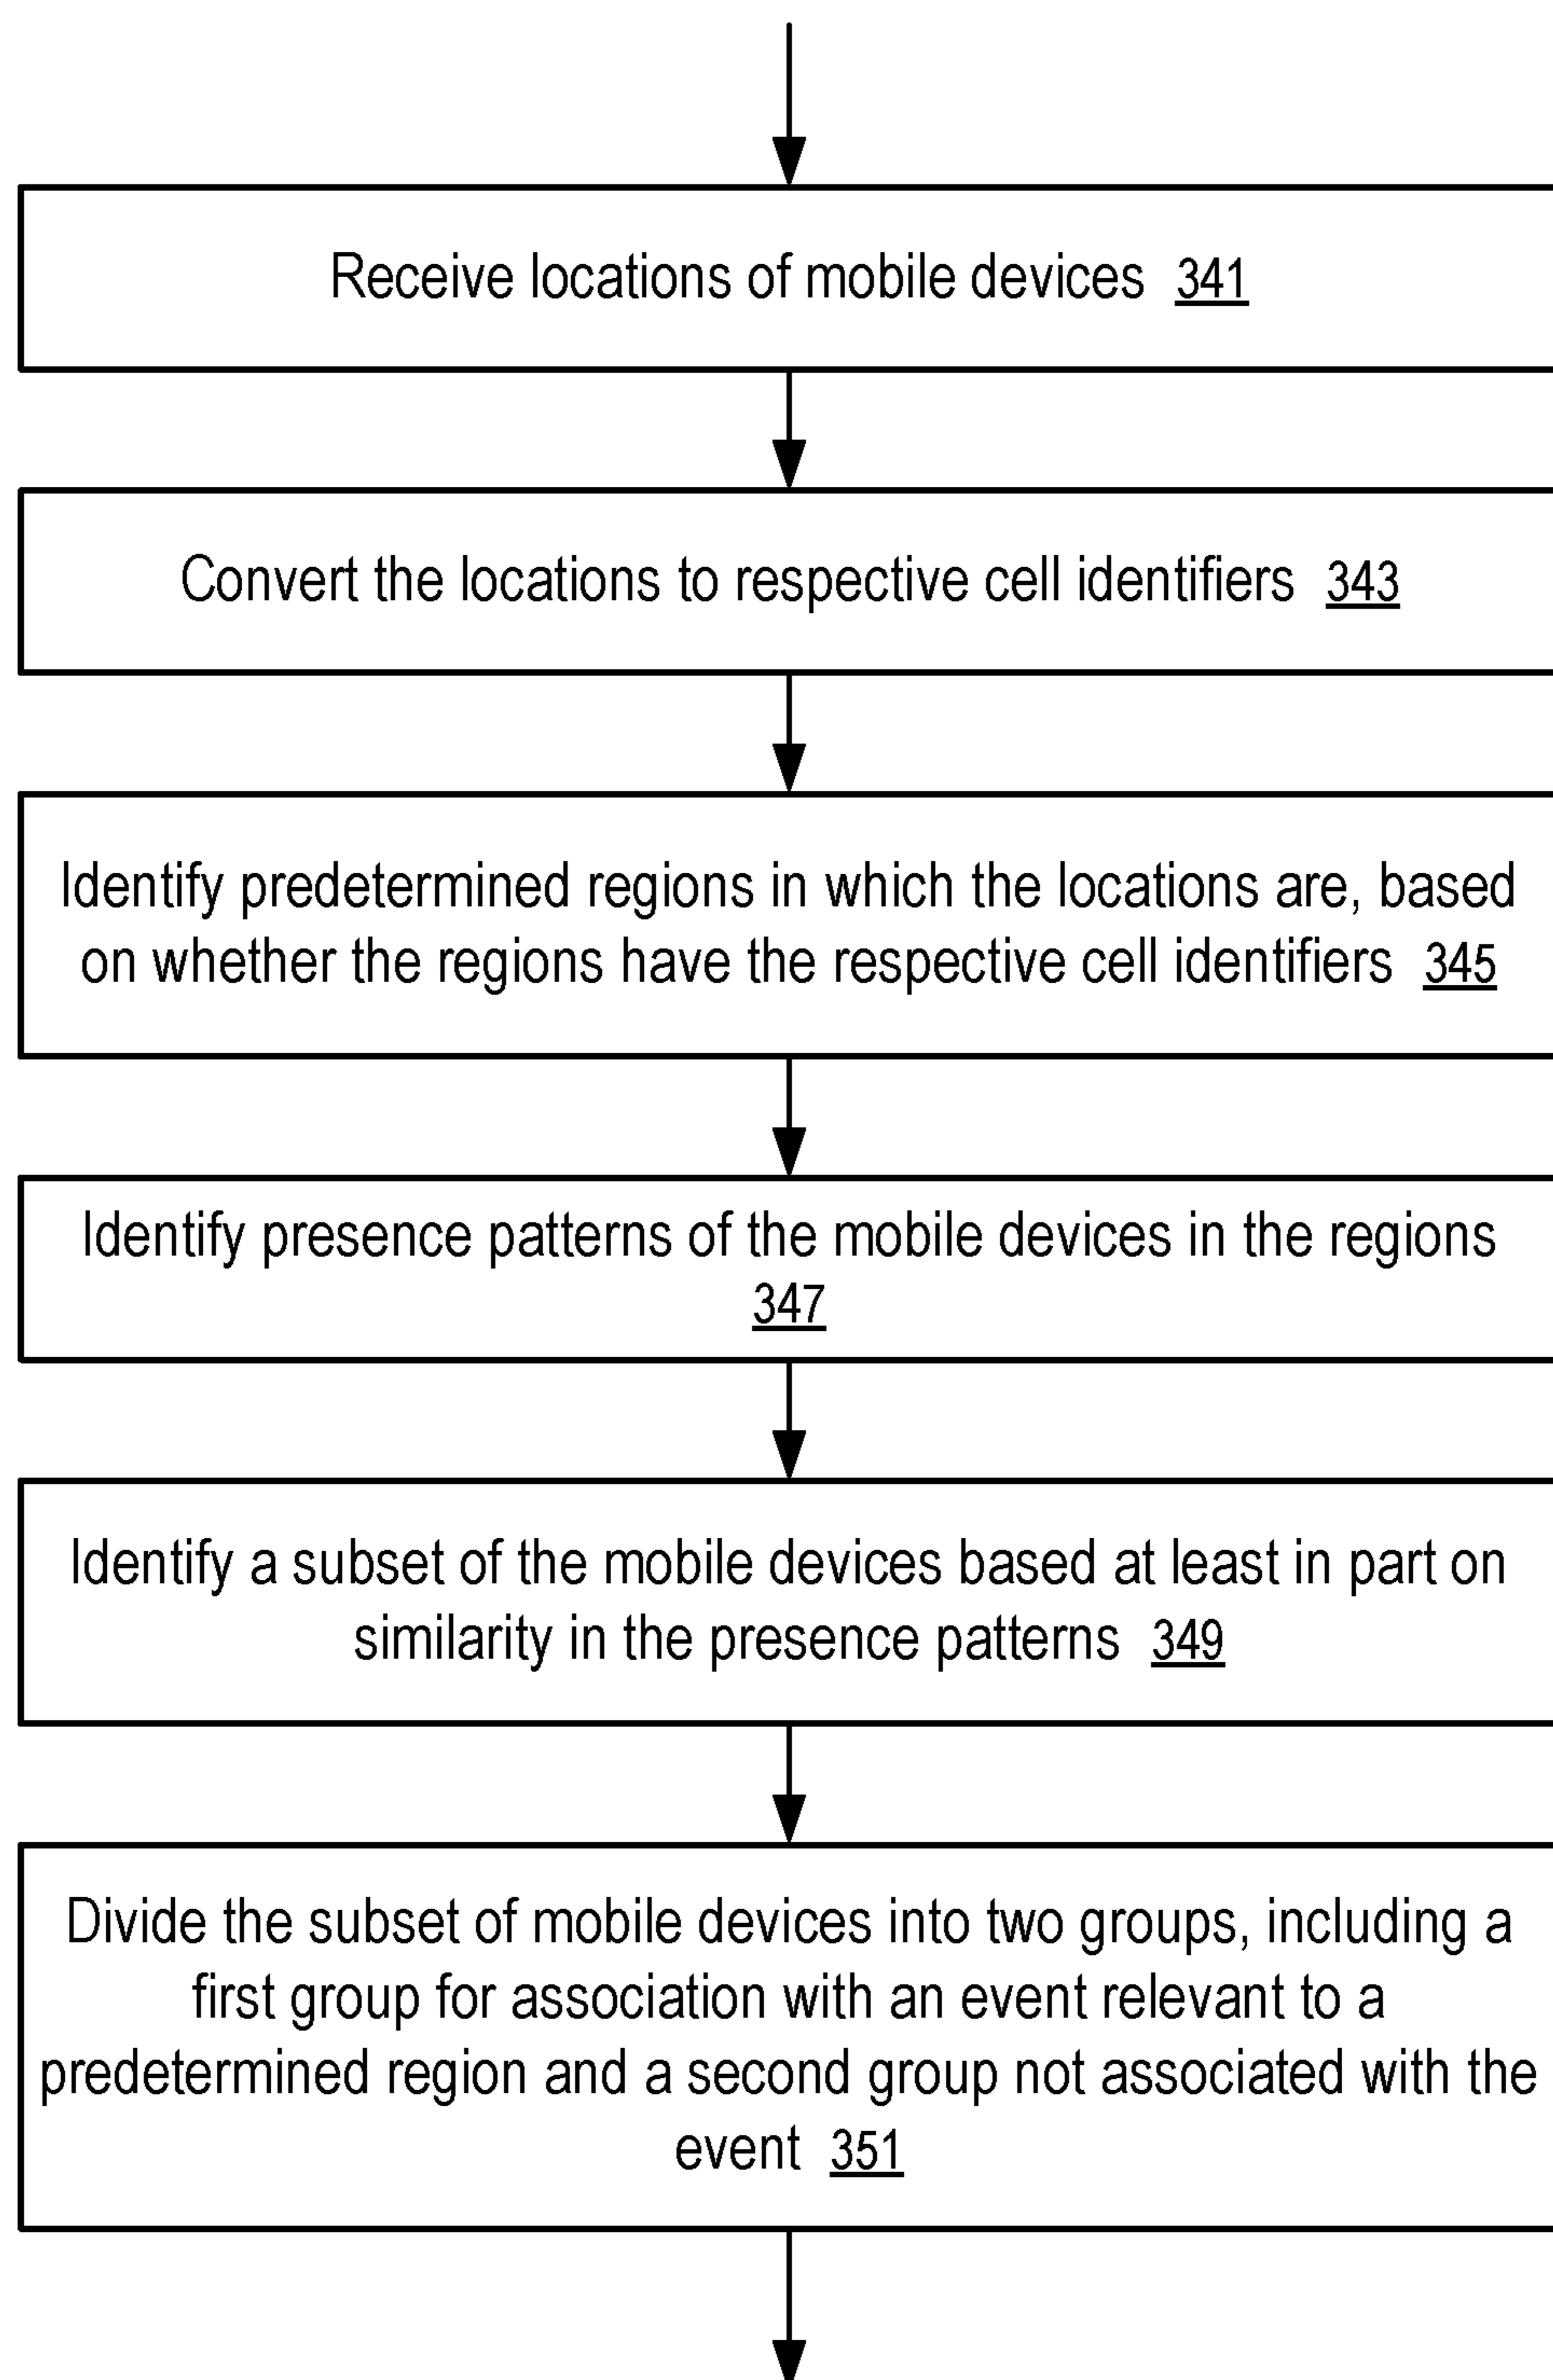 Receive locations of mobile devices 341
Convert the locations to respective cell identifiers 343
Identify predetermined regions in which the locations are, based
on whether the regions have the respective cell identifiers 345
Identify presence patterns of the mobile devices in the regions
347
Identify a subset of the mobile devices based at least in part on
similarity in the presence patterns 349
Divide the subset of mobile devices into two groups, including a
first group for association with an event relevant to a
predetermined region and a second group not associated with the
event 351